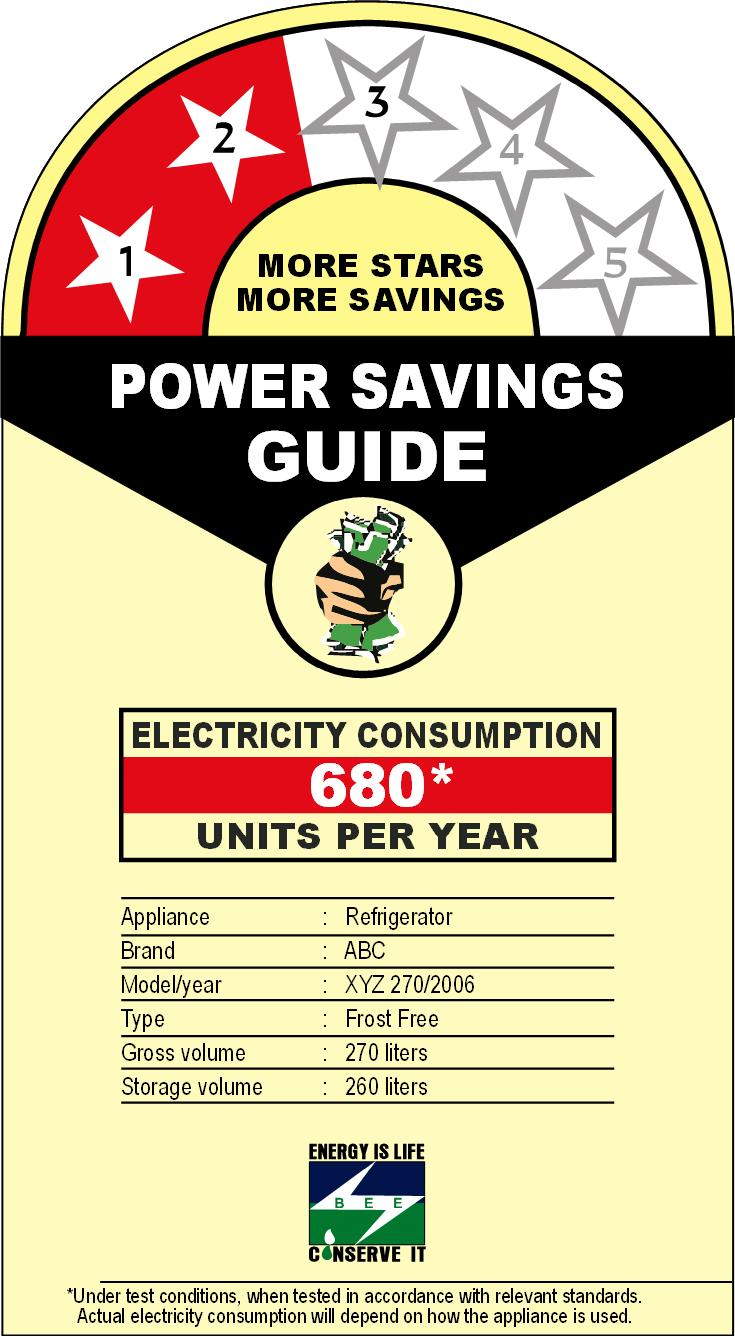 1
2
3
4
5
MORE STARS
MORE SAVINGS
POWER SAVINGS
GUIDE
ELECTRICITY CONSUMPTION
680*
UNITS PER YEAR
Appliance : Refrigerator
Brand : ABC
Model/year : XYZ 270/2006
Type : Frost Free
Gross volume : 270 liters
Storage volume : 260 liters
ENERGY IS LIFE
BEE
CONSERVE IT
*Under test conditions, when tested in accordance with relevant standards.
Actual electricity consumption will depend on how the appliance is used.